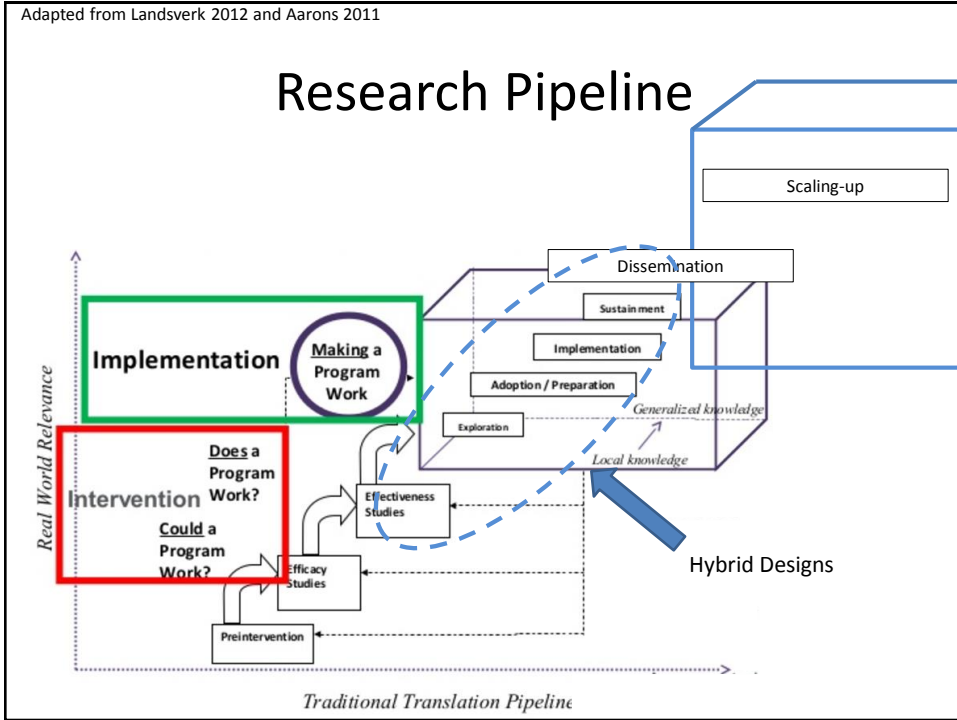 Adapted from Landsverk 2012 and Aarons 2011
Research Pipeline
Scaling-up
Dissemination
Sustainment
Implementation
Adoption / Preparation
Exploration
Generalized knowledge
Local knowledge
Implementation
Making a
Program
Work
Real World Relevance
Does a
Program
Work?
Intervention
Could a
Program
Work?
Effectiveness
Studies
Efficacy
Studies
Preintervention
Hybrid Designs
Traditional Translation Pipeline